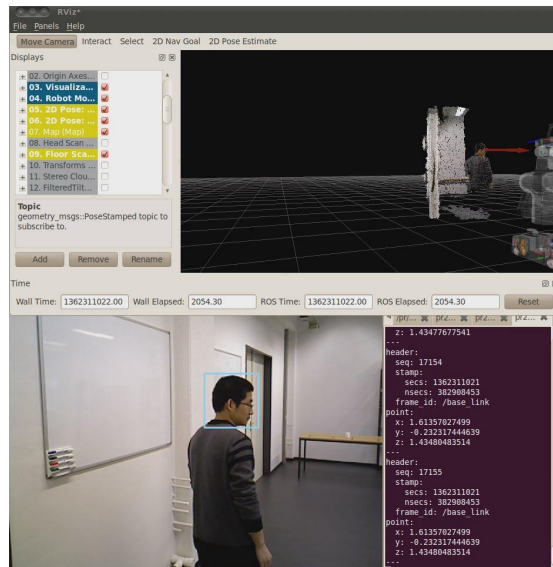 RViz*
File Panels Help
Move Camera Interact Select 2D Nav Goal 2D Pose Estimate
Displays
02. Origin Axes...
03. Visualiza...
04. Robot Mo...
05. 2D Pose: ...
06. 2D Pose: ...
07. Map (Map)
08. Head Scan ...
09. Floor Sca...
10. Transforms ...
11. Stereo Clou...
12. FilteredTilt...
Topic
geometry_msgs::PoseStamped topic to
subscribe to.
Add Remove Rename
Time
Wall Time: 1362311022.00 Wall Elapsed: 2054.30 ROS Time: 1362311022.00 ROS Elapsed: 2054.30 Reset
pr2... pr2... pr2...
z: 1.43477677541
---
header:
seq: 17154
stamp:
secs: 1362311021
nsecs: 382908453
frame_id: /base_link
point:
x: 1.61357027499
y: -0.232317444639
z: 1.43480483514
---
header:
seq: 17155
stamp:
secs: 1362311021
nsecs: 382908453
frame_id: /base_link
point:
x: 1.61357027499
y: -0.232317444639
z: 1.43480483514
---